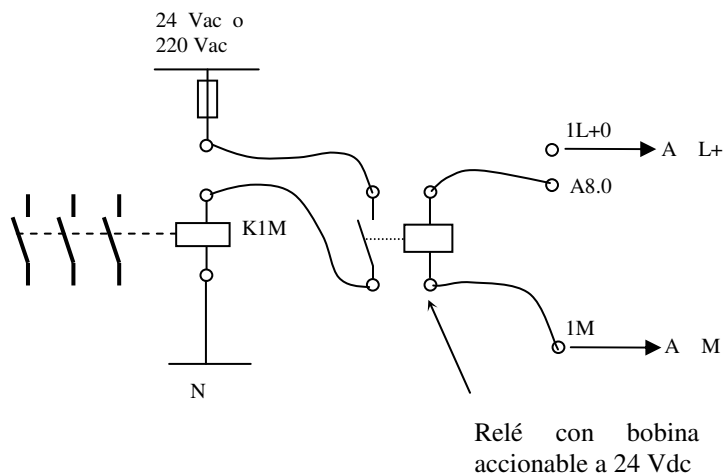 24 Vac o
220 Vac
1L+0
A L+
A8.0
K1M
1M
A M
N
Relé con bobina
accionable a 24 Vdc